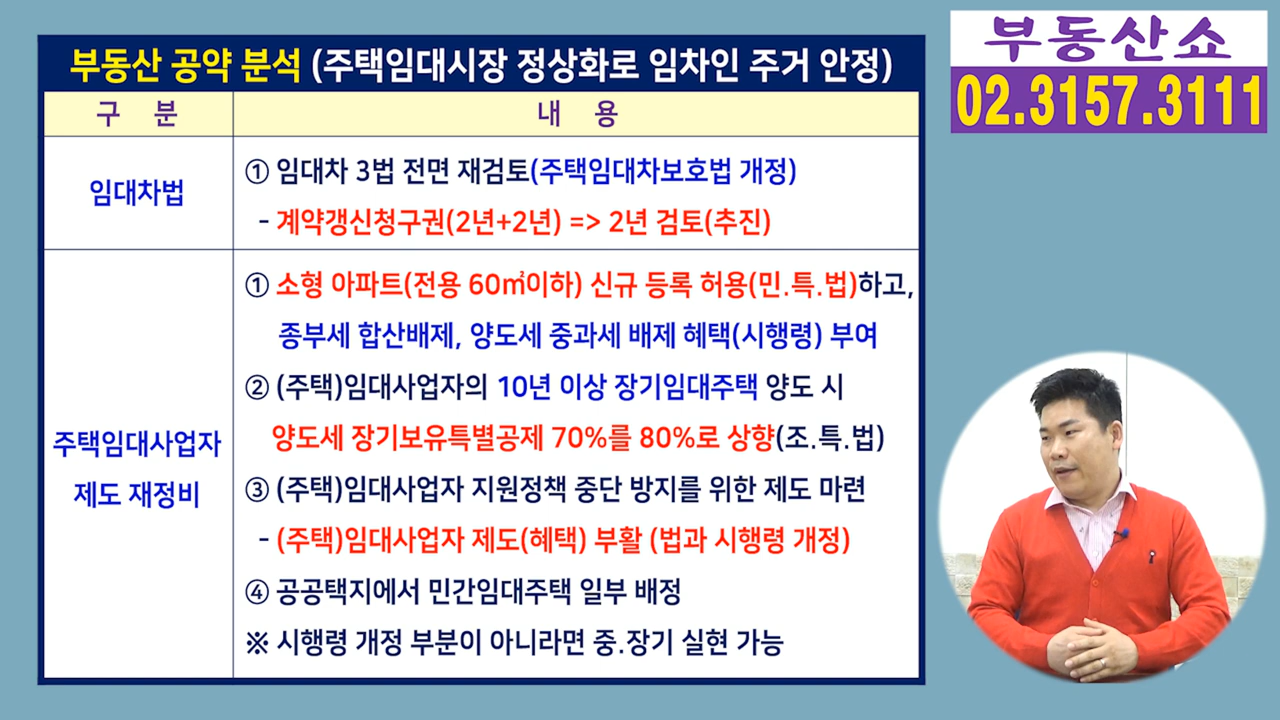 부동산 공약 분석 (주택임대시장 정상화로 임차인 주거 안정)
구 분
내 용
임대차법
① 임대차 3법 전면 재검토(주택임대차보호법 개정)
- 계약갱신청구권(2년+2년) => 2년 검토(추진)
주택임대사업자
제도 재정비
① 소형 아파트(전용 60㎡이하) 신규 등록 허용(민.특.법)하고,
종부세 합산배제, 양도세 중과세 배제 혜택(시행령) 부여
② (주택)임대사업자의 10년 이상 장기임대주택 양도 시
양도세 장기보유특별공제 70%를 80%로 상향(조.특.법)
③ (주택)임대사업자 지원정책 중단 방지를 위한 제도 마련
- (주택)임대사업자 제도(혜택) 부활 (법과 시행령 개정)
④ 공공택지에서 민간임대주택 일부 배정
※ 시행령 개정 부분이 아니라면 중.장기 실현 가능
부동산쇼
02.3157.3111